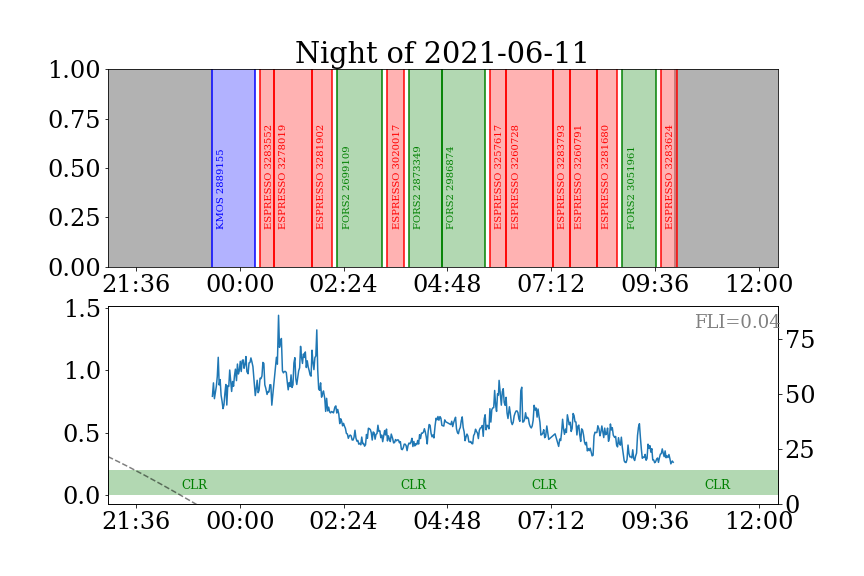 Night of 2021-06-11
1.00
0.75
0.50
0.25
0.00
KMOS 2889155
ESPRESSO 3283552
ESPRESSO 3278019
ESPRESSO 3281902
FORS2 2699109
ESPRESSO 3020017
FORS2 2873349
FORS2 2986874
ESPRESSO 3257617
ESPRESSO 3260728
ESPRESSO 3283793
ESPRESSO 3260791
ESPRESSO 3281680
FORS2 3051961
ESPRESSO 3283624
21:36 00:00 02:24 04:48 07:12 09:36 12:00
1.5
1.0
0.5
0.0
FLI=0.04
75
50
25
0
CLR CLR CLR CLR
21:36 00:00 02:24 04:48 07:12 09:36 12:00